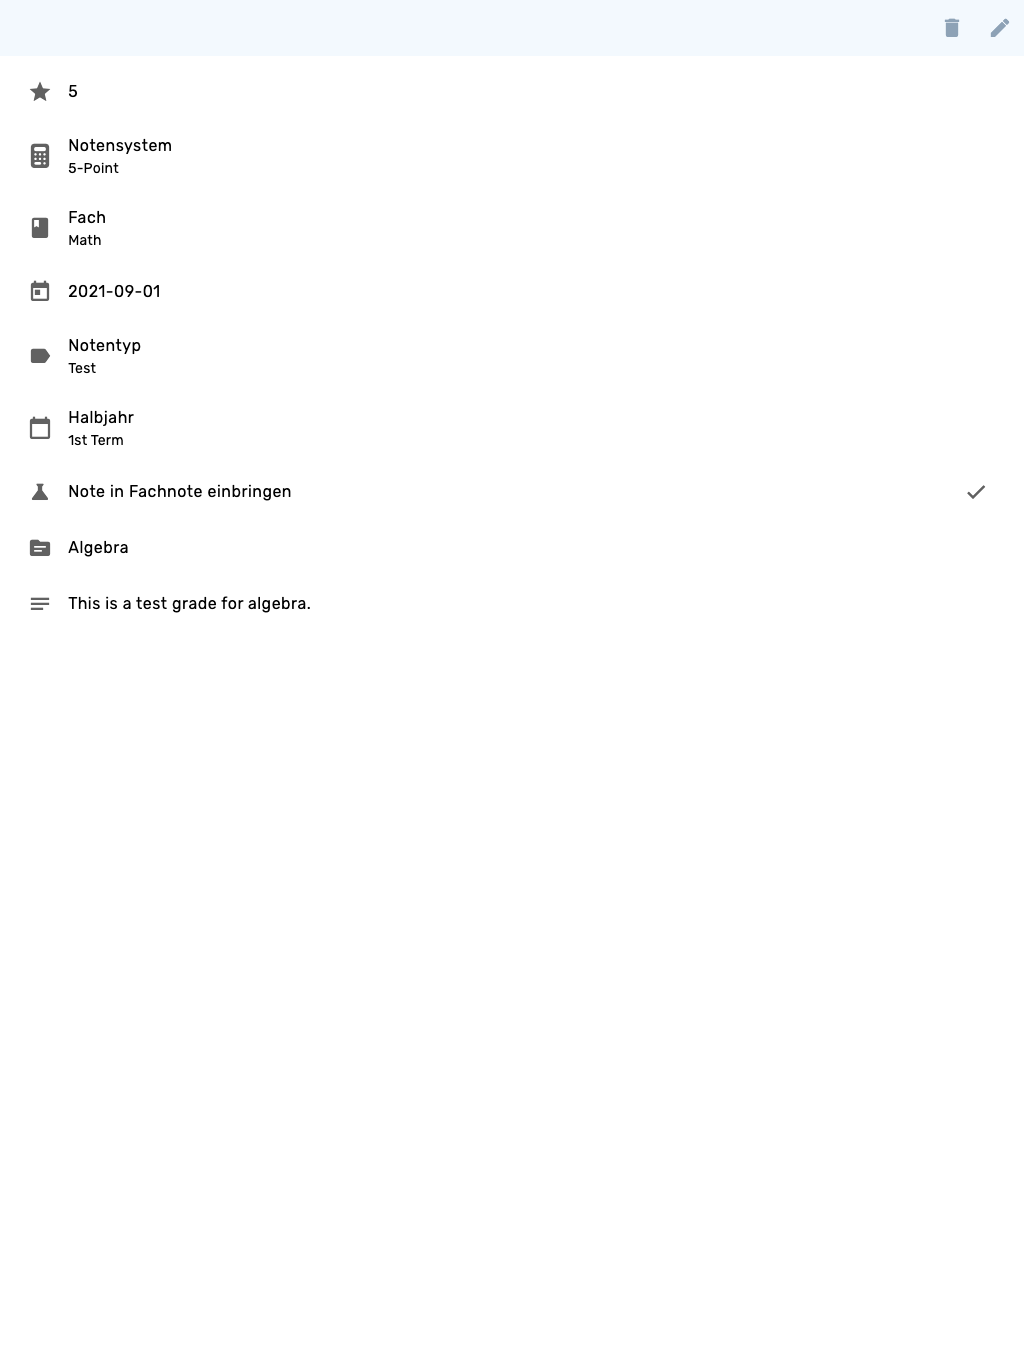 5
Notensystem
5-Point
Fach
Math
2021-09-01
Notentyp
Test
Halbjahr
1st Term
Note in Fachnote einbringen
Algebra
This is a test grade for algebra.